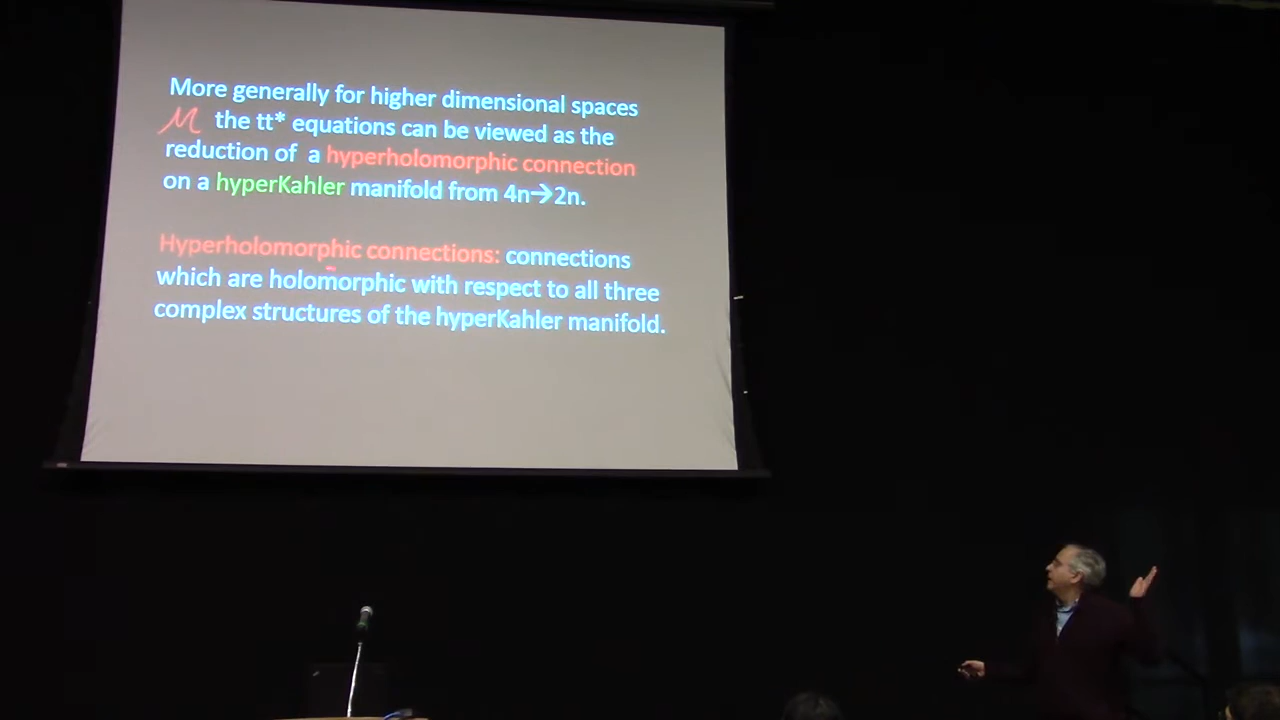 More generally for higher dimensional spaces
M the tt* equations can be viewed as the
reduction of a hyperholomorphic connection
on a hyperKahler manifold from 4n→2n.
Hyperholomorphic connections: connections
which are holomorphic with respect to all three
complex structures of the hyperKahler manifold.